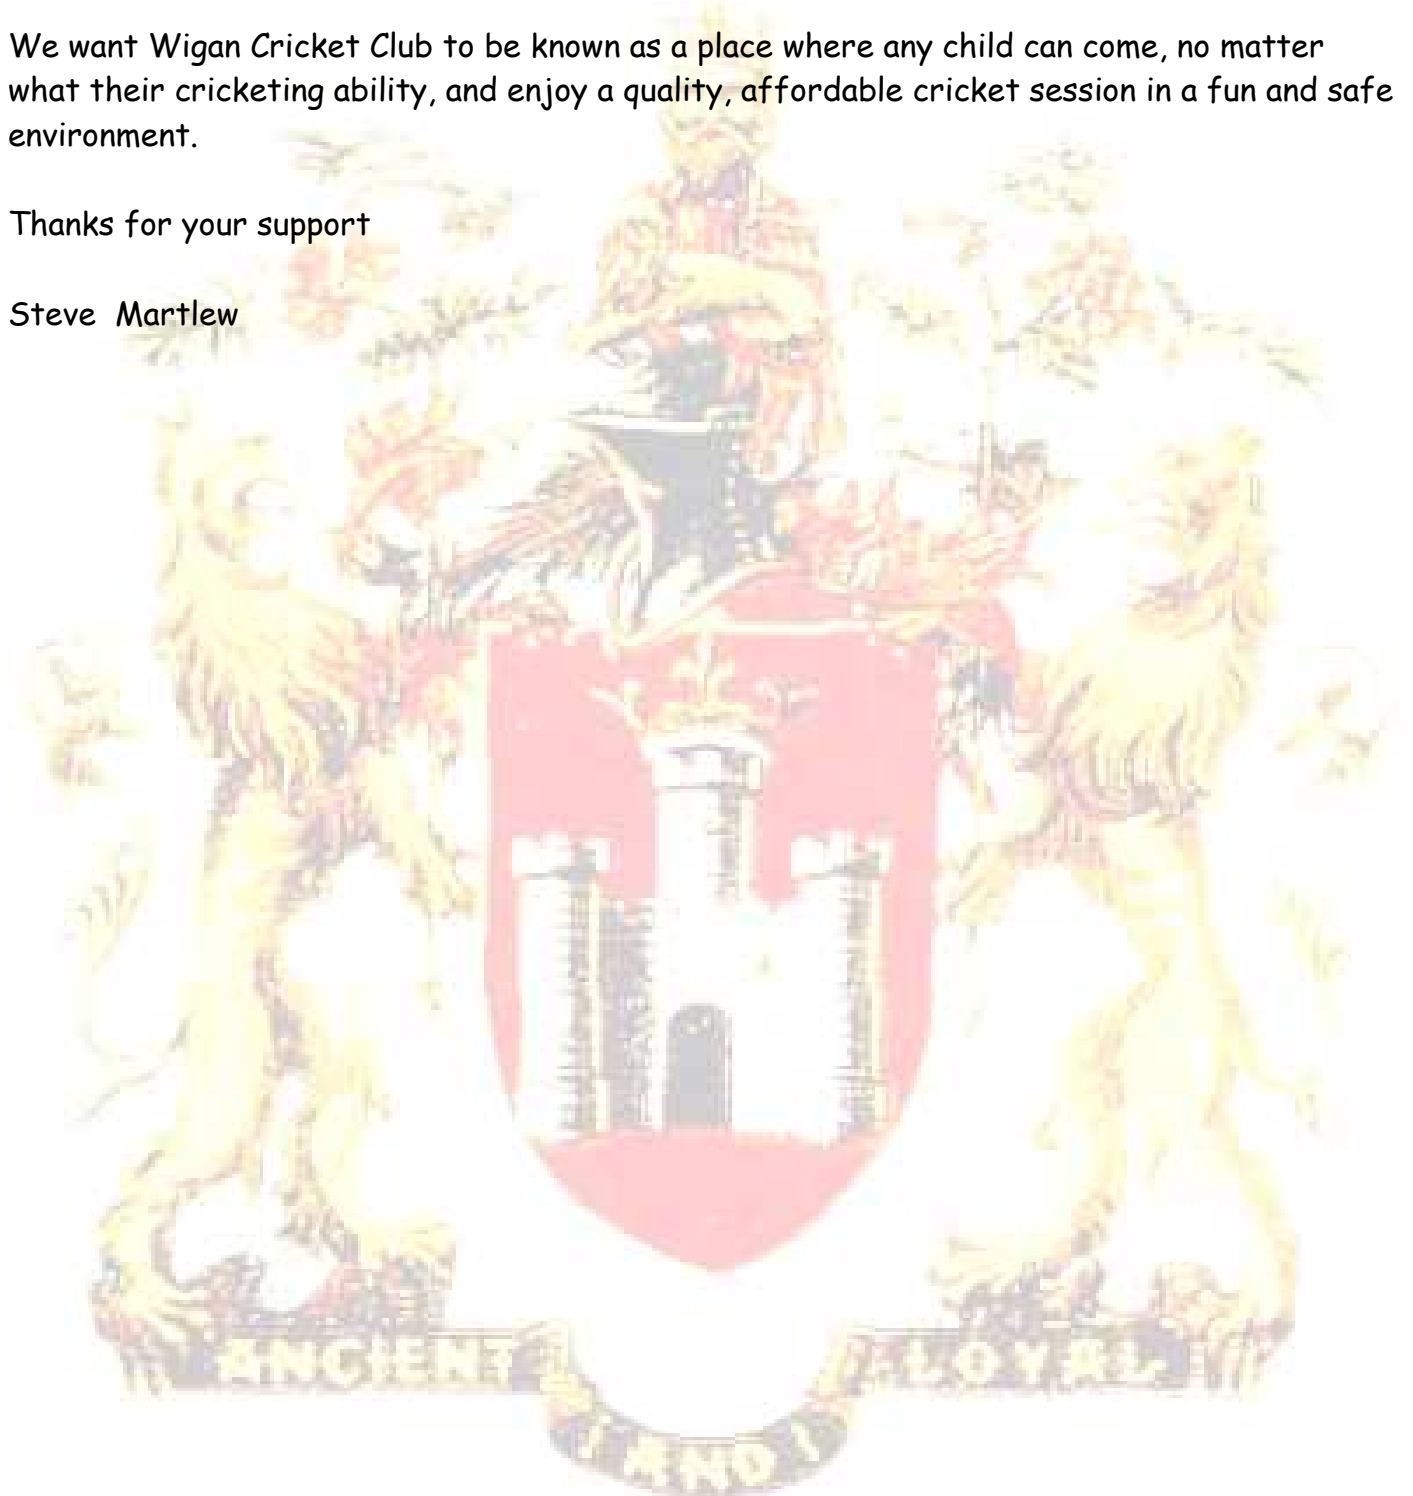 We want Wigan Cricket Club to be known as a place where any child can come, no matter
what their cricketing ability, and enjoy a quality, affordable cricket session in a fun and safe
environment.
Thanks for your support
Steve  Martlew
ANCIENT
AND
LOYAL